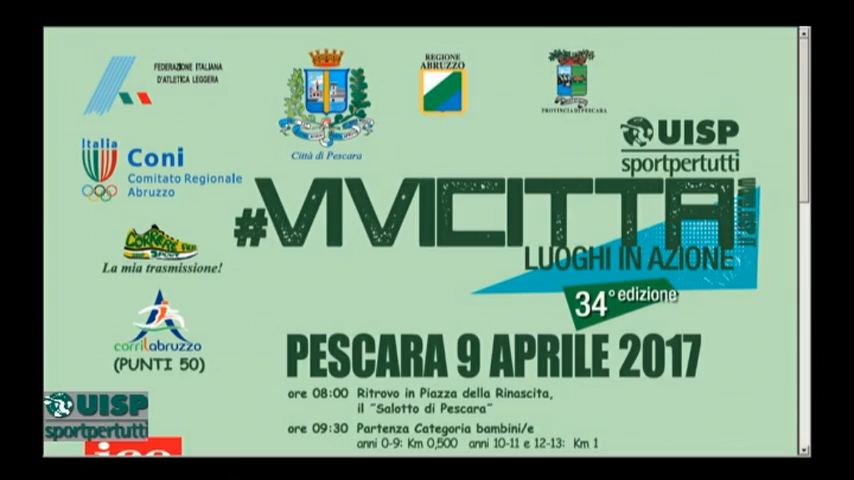 FEDERAZIONE ITALIANA
D'ATLETICA LEGGERA
Città di Pescara
REGIONE
ABRUZZO
PROVINCIA DI PESCARA
UISP
sportpertutti
Italia
Coni
Comitato Regionale
Abruzzo
#VIVICITTÀ
LUOGHI IN AZIONE
34° edizione
La mia trasmissione!
corrilabruzzo
(PUNTI 50)
PESCARA 9 APRILE 2017
ore 08:00 Ritrovo in Piazza della Rinascita,
il "Salotto di Pescara"
ore 09:30 Partenza Categoria bambini/e
anni 0-9: Km 0,500 anni 10-11 e 12-13: Km 1
UISP
sportpertutti